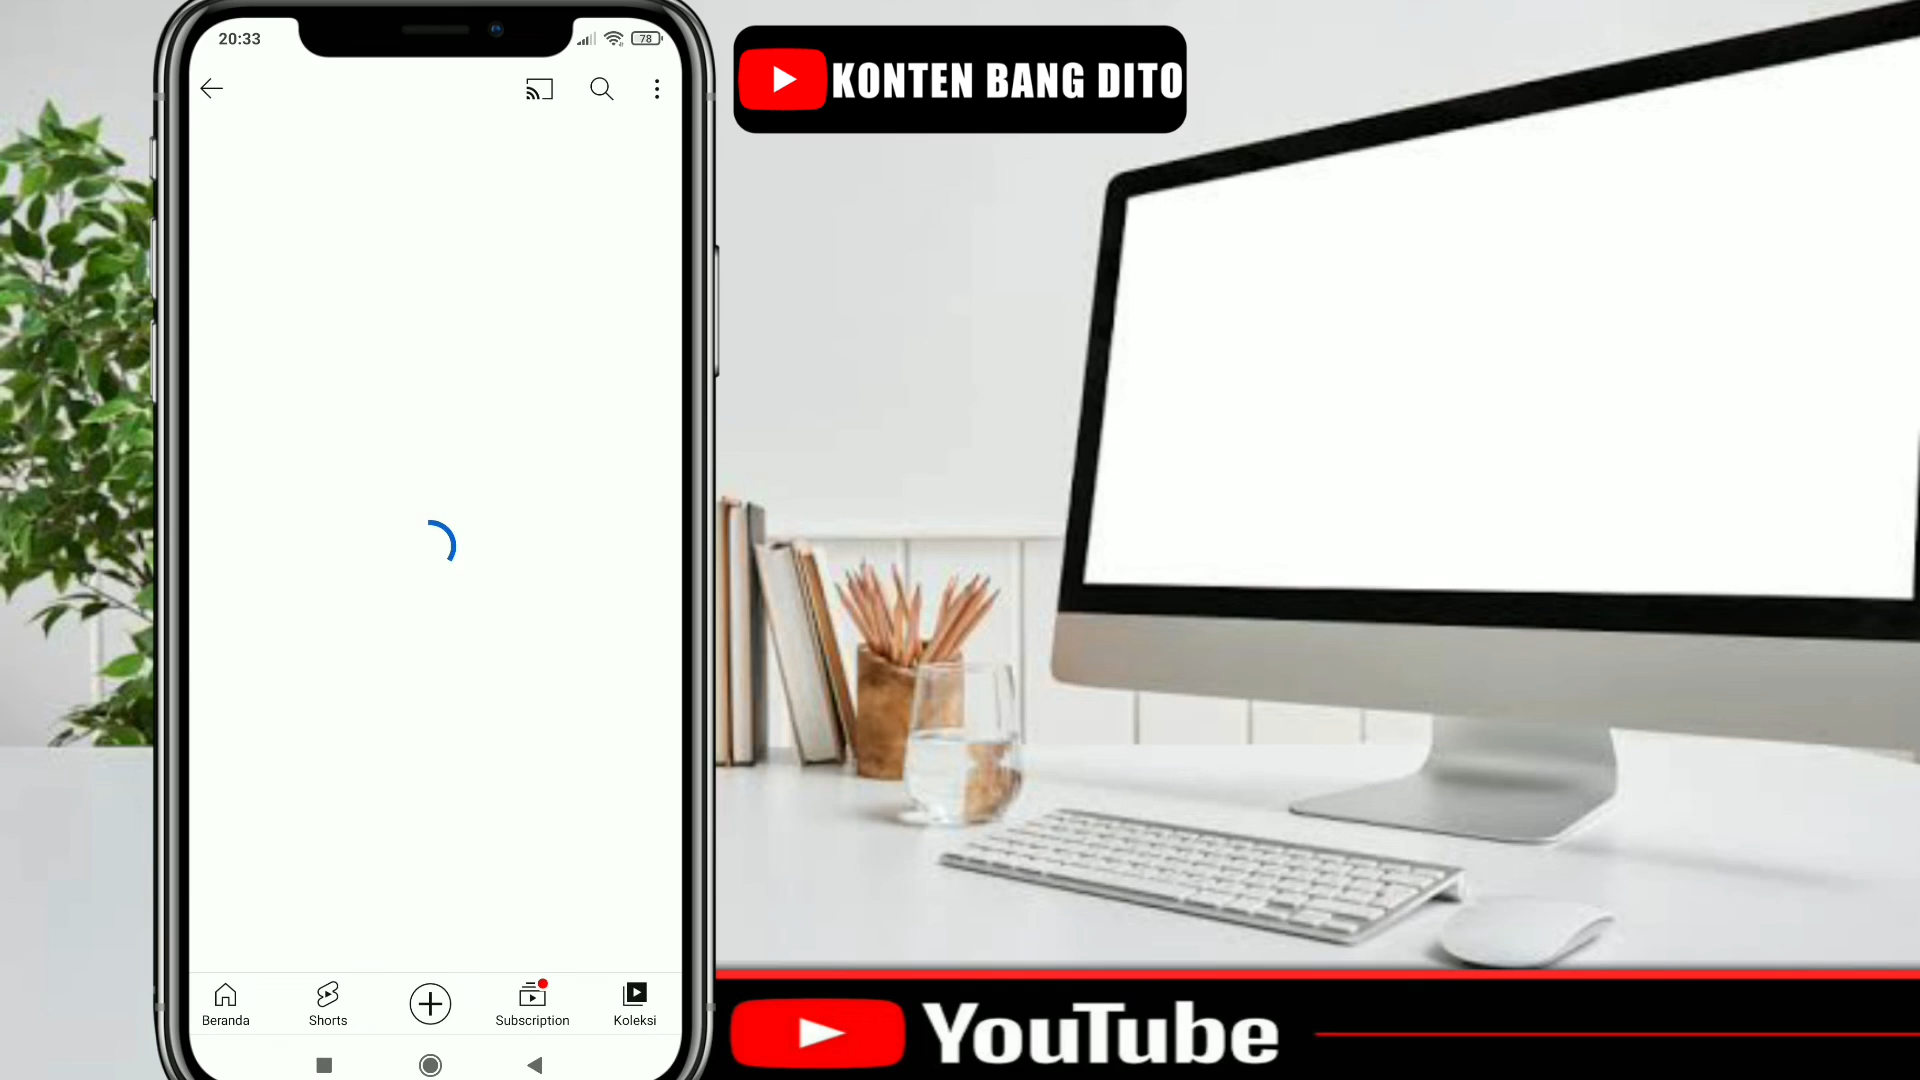 20:33
78
KONTEN BANG DITO
Beranda
Shorts
Subscription
Koleksi
YouTube